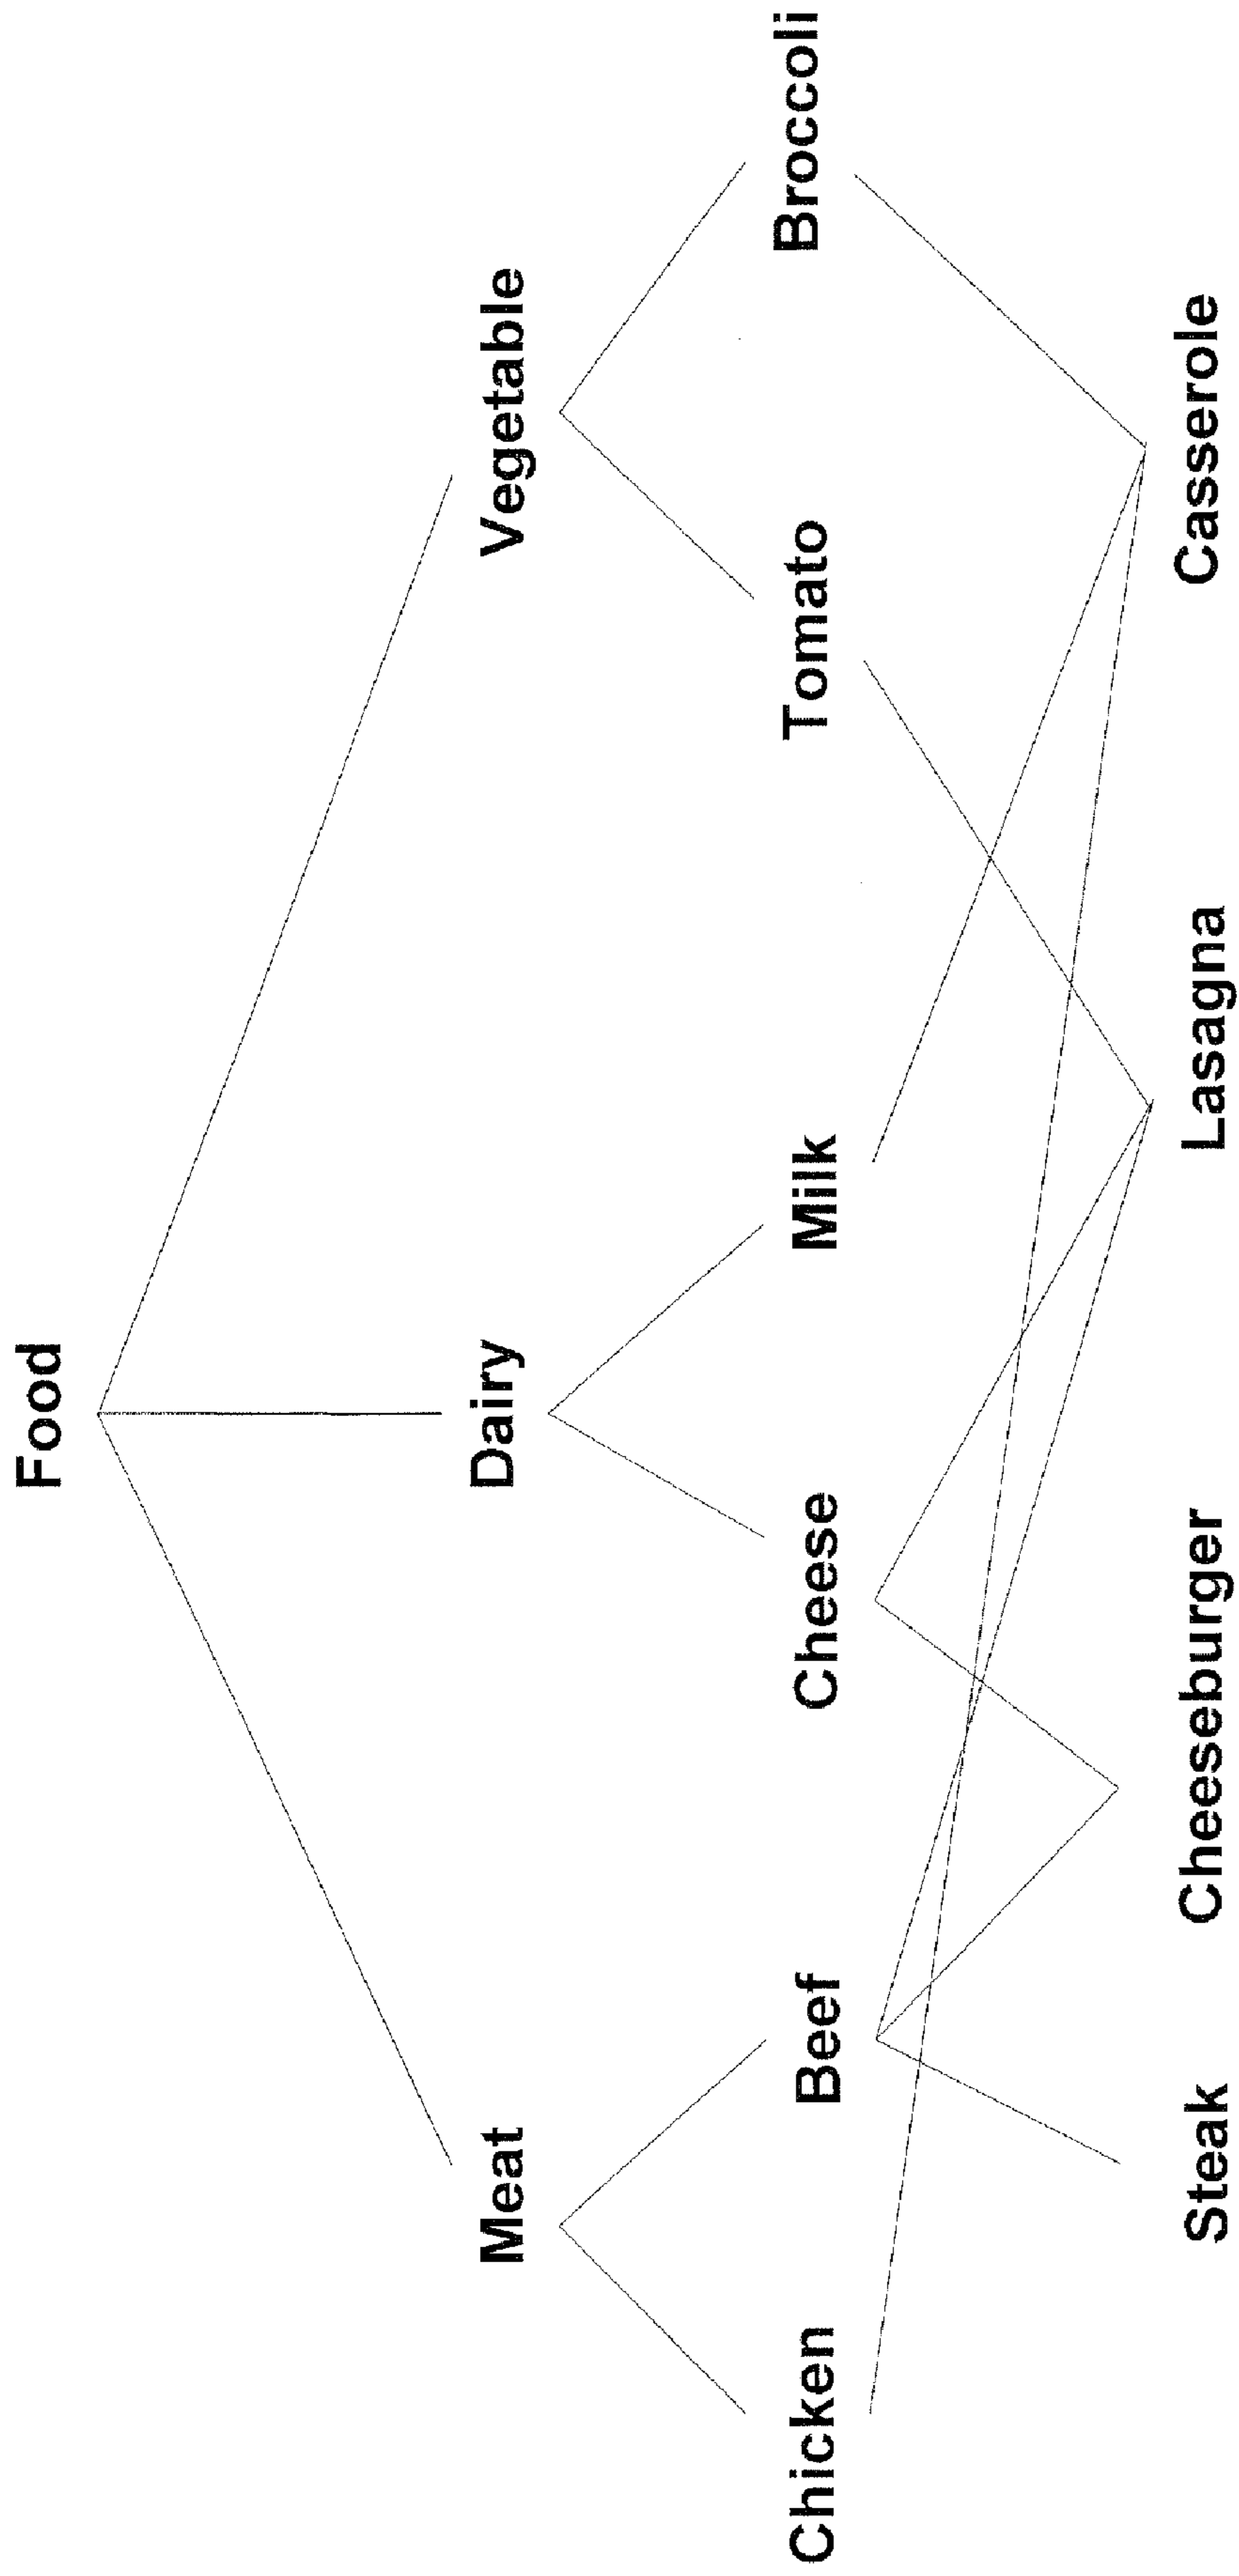 Food
Meat
Dairy
Vegetable
Chicken
Beef
Cheese
Milk
Tomato
Broccoli
Steak
Cheeseburger
Lasagna
Casserole